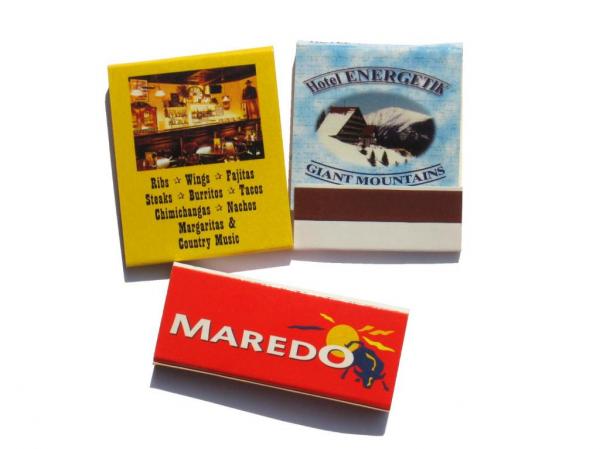 Ribs ☆ Wings ☆ Fajitas
Steaks ☆ Burritos ☆ Tacos
Chimichangas ☆ Nachos
Margaritas &
Country Music
Hotel ENERGETIK
GIANT MOUNTAINS
MAREDO